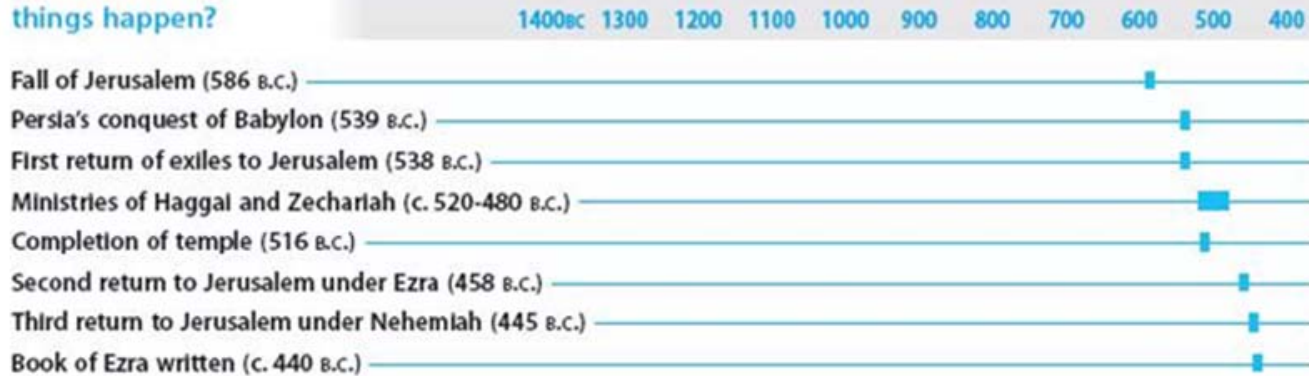 things happen? 1400BC 1300 1200 1100 1000 900 800 700 600 500 400
Fall of Jerusalem (586 B.C.)
Persia's conquest of Babylon (539 B.C.)
First return of exiles to Jerusalem (538 B.C.)
Ministries of Haggai and Zechariah (c. 520-480 B.C.)
Completion of temple (516 B.C.)
Second return to Jerusalem under Ezra (458 B.C.)
Third return to Jerusalem under Nehemiah (445 B.C.)
Book of Ezra written (c. 440 B.C.)